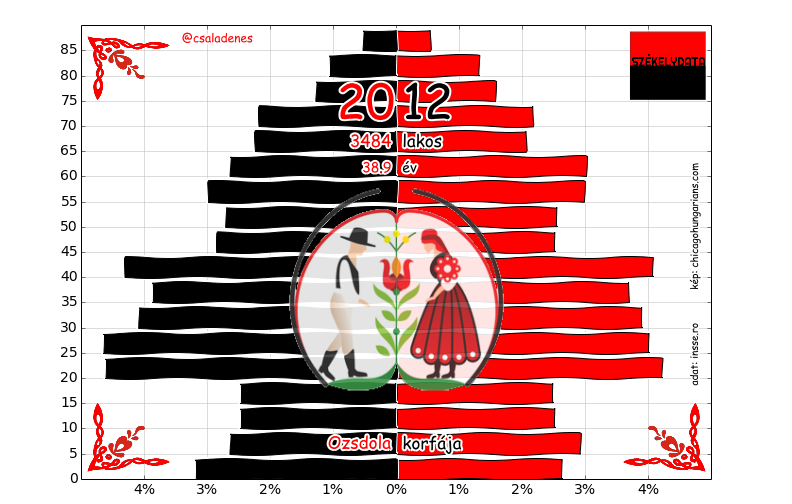 @csaladenes
SZÉKELYDATA
2012
3484 lakos
38.9 év
kép: chicagohungarians.com
adat: insse.ro
Ozsdola korfája
85
80
75
70
65
60
55
50
45
40
35
30
25
20
15
10
5
0
4% 3% 2% 1% 0% 1% 2% 3% 4%